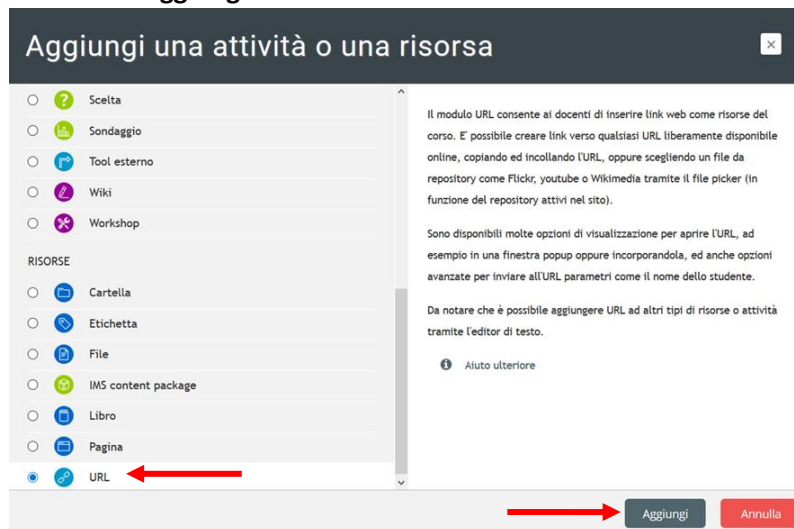 Aggiungi una attività o una risorsa
Scelta
Sondaggio
Tool esterno
Wiki
Workshop
RISORSE
Cartella
Etichetta
File
IMS content package
Libro
Pagina
URL
Il modulo URL consente ai docenti di inserire link web come risorse del
corso. E' possibile creare link verso qualsiasi URL liberamente disponibile
online, copiando ed incollando l'URL, oppure scegliendo un file da
repository come Flickr, youtube o Wikimedia tramite il file picker (in
funzione del repository attivi nel sito).
Sono disponibili molte opzioni di visualizzazione per aprire l'URL, ad
esempio in una finestra popup oppure incorporandola, ed anche opzioni
avanzate per inviare all'URL parametri come il nome dello studente.
Da notare che è possibile aggiungere URL ad altri tipi di risorse o attività
tramite l'editor di testo.
Aiuto ulteriore
Aggiungi
Annulla